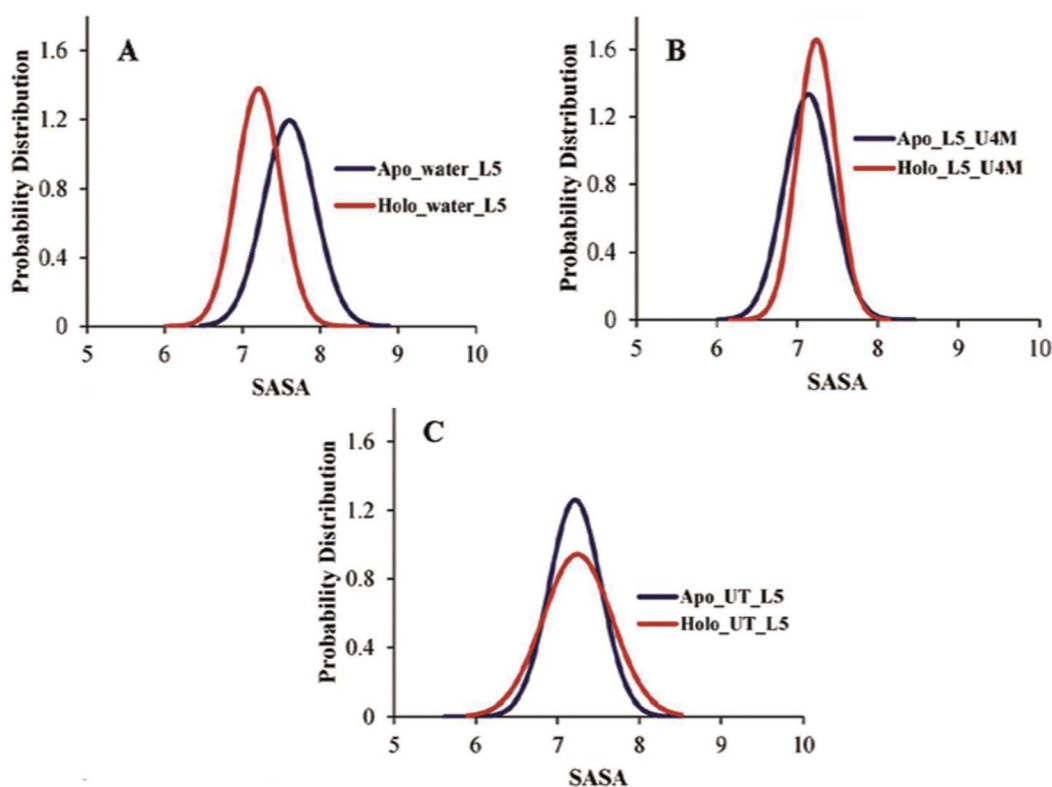 A
Probability Distribution
1.6
1.2
0.8
0.4
0
Apo_water_L5
Holo_water_L5
5 6 7 8 9 10
SASA
B
Probability Distribution
1.6
1.2
0.8
0.4
0
Apo_L5_U4M
Holo_L5_U4M
5 6 7 8 9 10
SASA
C
Probability Distribution
1.6
1.2
0.8
0.4
0
Apo_UT_L5
Holo_UT_L5
5 6 7 8 9 10
SASA